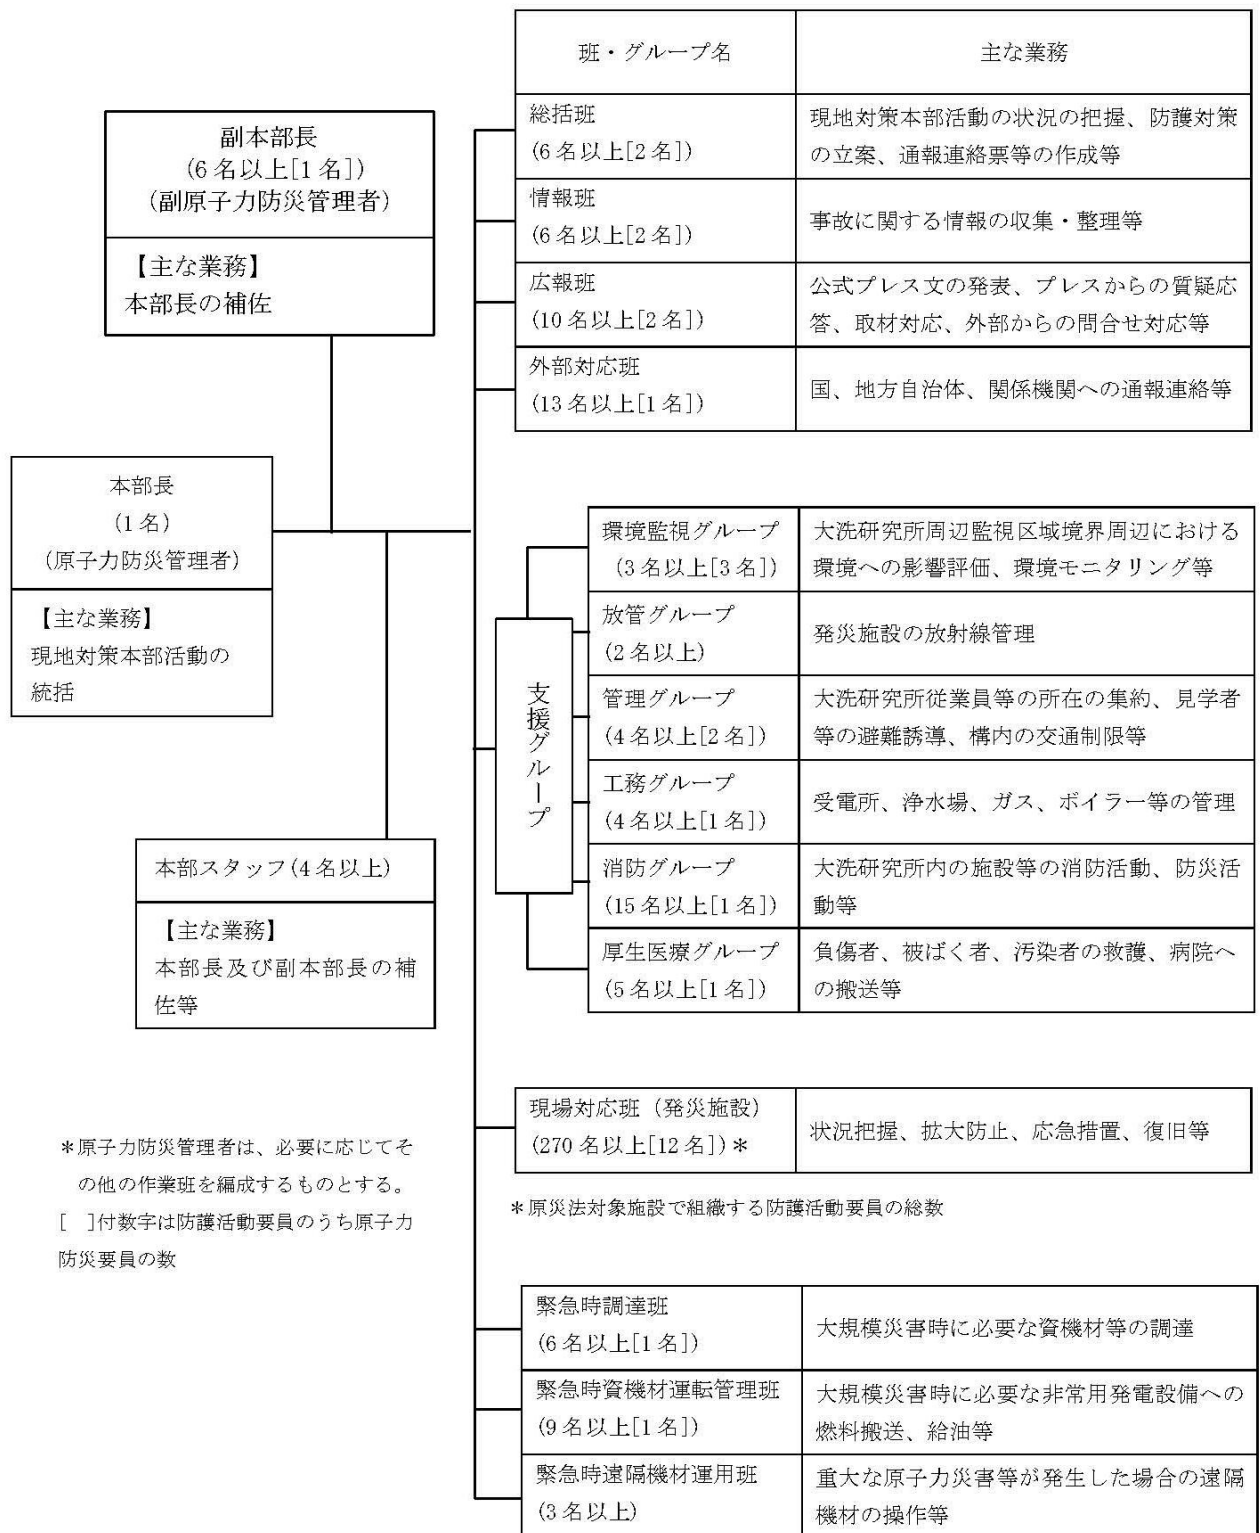 班・グループ名
主な業務
副本部長
(6名以上[1名])
(副原子力防災管理者)
【主な業務】
本部長の補佐
総括班
(6名以上[2名])
現地対策本部活動の状況の把握、防護対策
の立案、通報連絡票等の作成等
情報班
(6名以上[2名])
事故に関する情報の収集・整理等
広報班
(10名以上[2名])
公式プレス文の発表、プレスからの質疑応
答、取材対応、外部からの問合せ対応等
外部対応班
(13名以上[1名])
国、地方自治体、関係機関への通報連絡等
本部長
(1名)
(原子力防災管理者)
【主な業務】
現地対策本部活動の
統括
支援グループ
環境監視グループ
(3名以上[3名])
大洗研究所周辺監視区域境界周辺における
環境への影響評価、環境モニタリング等
放管グループ
(2名以上)
発災施設の放射線管理
管理グループ
(4名以上[2名])
大洗研究所従業員等の所在の集約、見学者
等の避難誘導、構内の交通制限等
工務グループ
(4名以上[1名])
受電所、浄水場、ガス、ボイラー等の管理
消防グループ
(15名以上[1名])
大洗研究所内の施設等の消防活動、防災活
動等
厚生医療グループ
(5名以上[1名])
負傷者、被ばく者、汚染者の救護、病院へ
の搬送等
本部スタッフ(4名以上)
【主な業務】
本部長及び副本部長の補
佐等
現場対応班(発災施設)
(270名以上[12名])*
状況把握、拡大防止、応急措置、復旧等
*原災法対象施設で組織する防護活動要員の総数
*原子力防災管理者は、必要に応じてそ
の他の作業班を編成するものとする。
[ ]付数字は防護活動要員のうち原子力
防災要員の数
緊急時調達班
(6名以上[1名])
大規模災害時に必要な資機材等の調達
緊急時資機材運転管理班
(9名以上[1名])
大規模災害時に必要な非常用発電設備への
燃料搬送、給油等
緊急時遠隔機材運用班
(3名以上)
重大な原子力災害等が発生した場合の遠隔
機材の操作等